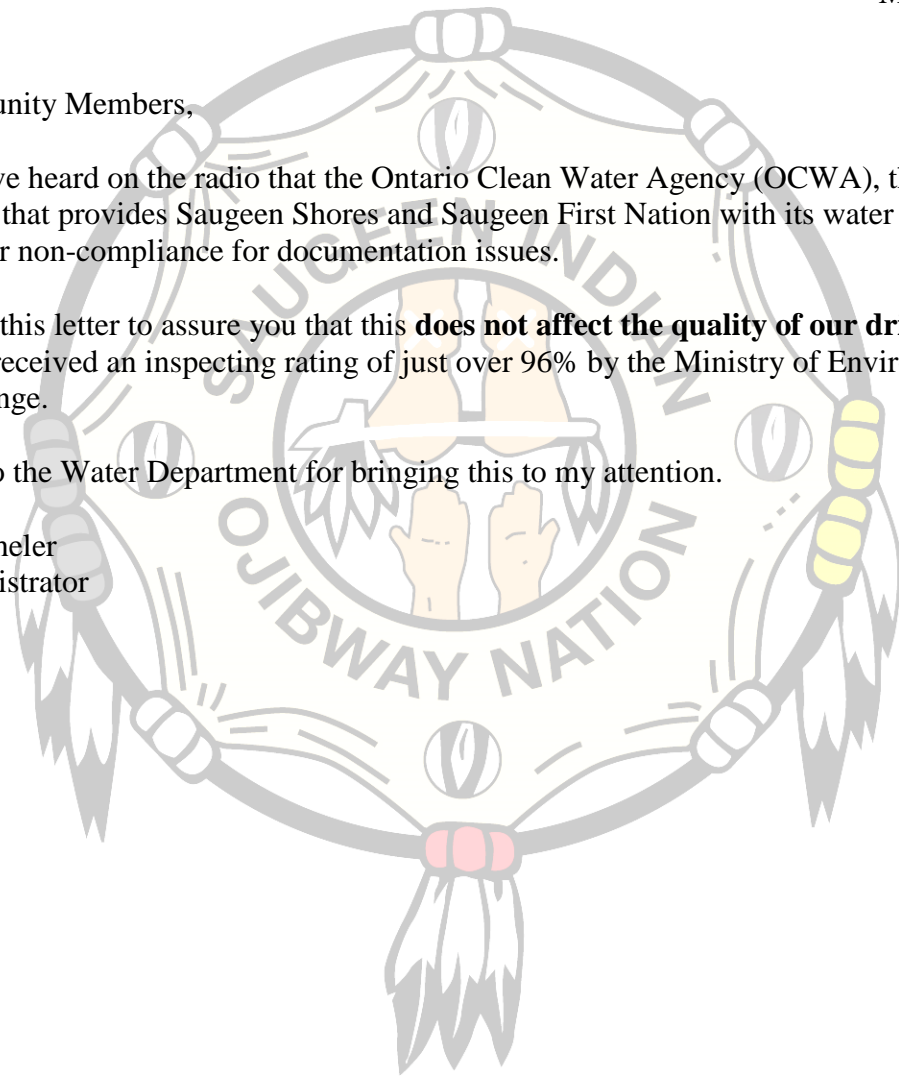 unity Members,
ve heard on the radio that the Ontario Clean Water Agency (OCWA), th
that provides Saugeen Shores and Saugeen First Nation with its water
r non-compliance for documentation issues.
this letter to assure you that this does not affect the quality of our dri
received an inspecting rating of just over 96% by the Ministry of Enviro
nge.
o the Water Department for bringing this to my attention.
heler
istrator
SAUGEEN INDIAN
OJIBWAY NATION